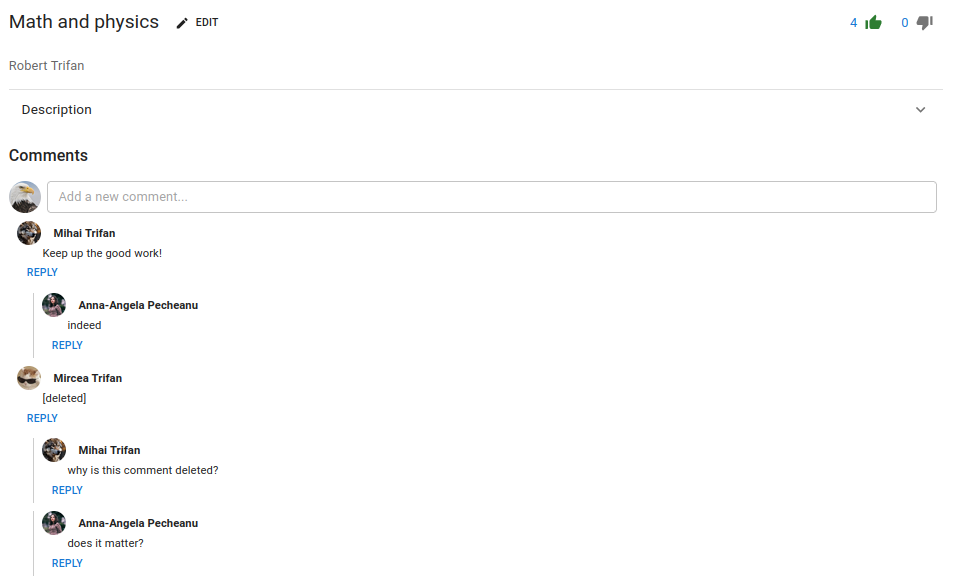 Math and physics EDIT 4 0
Robert Trifan
Description
Comments
Add a new comment...
Mihai Trifan
Keep up the good work!
REPLY
Anna-Angela Pecheanu
indeed
REPLY
Mircea Trifan
[deleted]
REPLY
Mihai Trifan
why is this comment deleted?
REPLY
Anna-Angela Pecheanu
does it matter?
REPLY